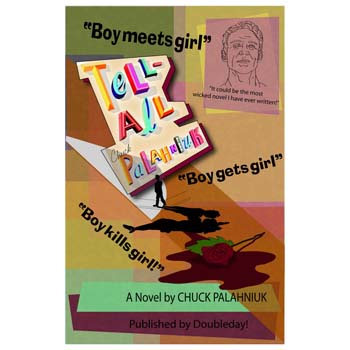 "Boy meets girl"
TELL-
ALL
Chuck
PALAHNIUK
"It could be the most
wicked novel I have ever written!"
"Boy gets girl"
"Boy kills girl!"
A Novel by CHUCK PALAHNIUK
Published by Doubleday!